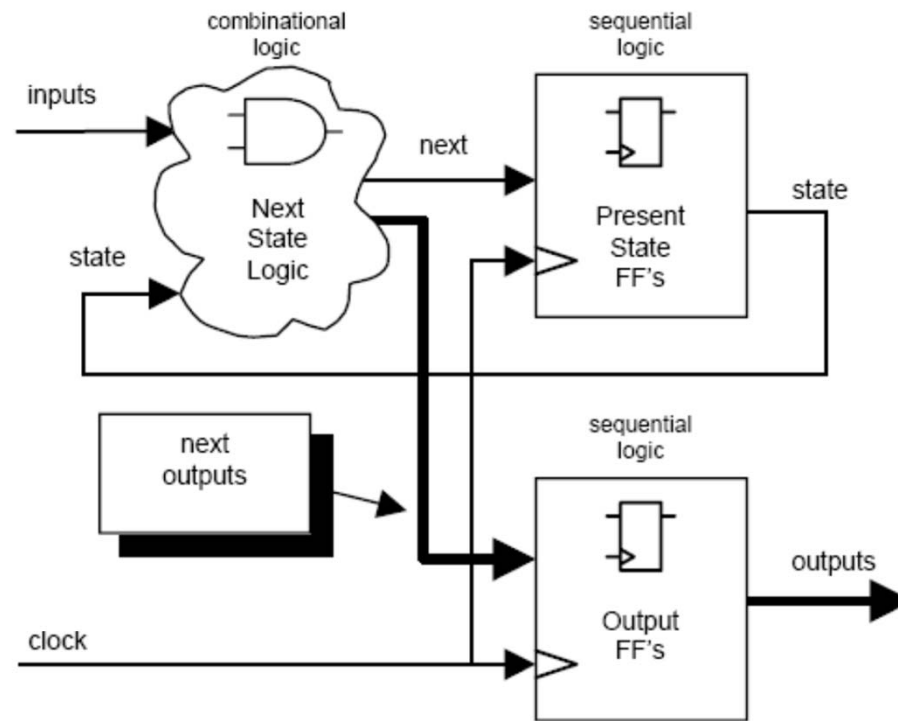 combinational
logic
sequential
logic
inputs
next
Next
State
Logic
Present
State
FF's
state
state
next
outputs
sequential
logic
outputs
Output
FF's
clock